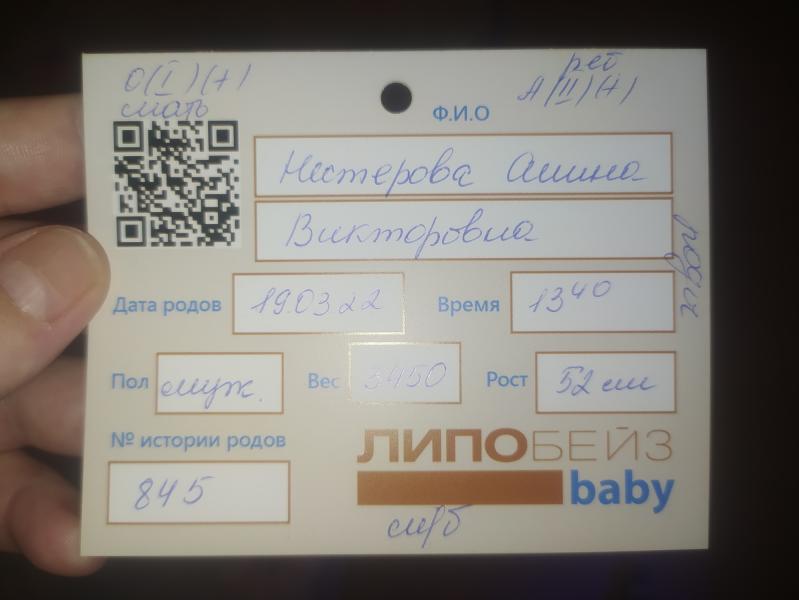 O(I)(+)
мать
реб
A(II)(+)
Ф.И.О
Нестерова Алина
Викторовна
Дата родов 19.03.22 Время 13⁴⁰
Пол муж. Вес 3450 Рост 52 см
№ истории родов
845
ЛИПОБЕЙЗ
baby